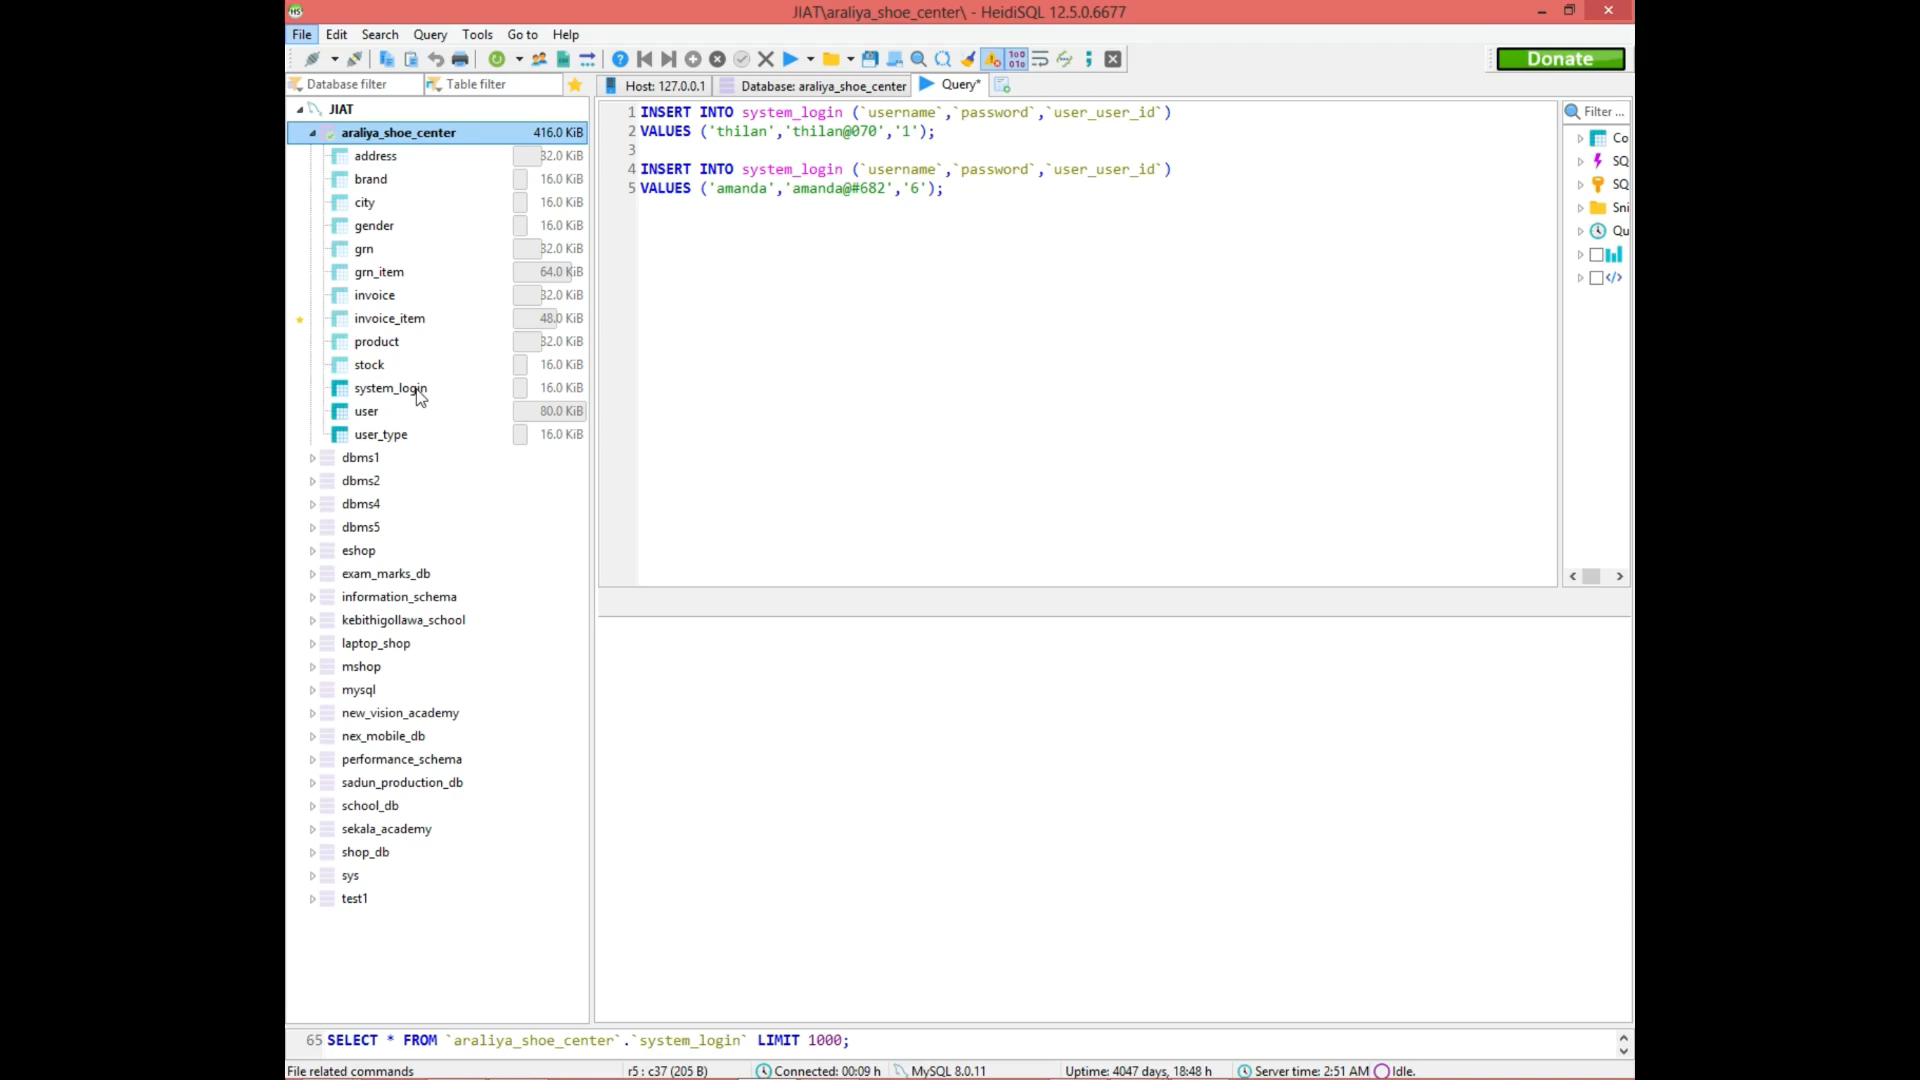 JIAT\araliya_shoe_center\ - HeidiSQL 12.5.0.6677
File Edit Search Query Tools Go to Help
Donate
Database filter Table filter
Host: 127.0.0.1 Database: araliya_shoe_center Query*
JIAT
araliya_shoe_center 416.0 KiB
address 32.0 KiB
brand 16.0 KiB
city 16.0 KiB
gender 16.0 KiB
grn 32.0 KiB
grn_item 64.0 KiB
invoice 32.0 KiB
invoice_item 48.0 KiB
product 32.0 KiB
stock 16.0 KiB
system_login 16.0 KiB
user 80.0 KiB
user_type 16.0 KiB
dbms1
dbms2
dbms4
dbms5
eshop
exam_marks_db
information_schema
kebithigollawa_school
laptop_shop
mshop
mysql
new_vision_academy
nex_mobile_db
performance_schema
sadun_production_db
school_db
sekala_academy
shop_db
sys
test1
1 INSERT INTO system_login (`username`,`password`,`user_user_id`)
2 VALUES ('thilan','thilan@070','1');
3
4 INSERT INTO system_login (`username`,`password`,`user_user_id`)
5 VALUES ('amanda','amanda@#682','6');
Filter ...
Co
SQ
SQ
Sni
Qu
65 SELECT * FROM `araliya_shoe_center`.`system_login` LIMIT 1000;
File related commands r5 : c37 (205 B) Connected: 00:09 h MySQL 8.0.11 Uptime: 4047 days, 18:48 h Server time: 2:51 AM Idle.